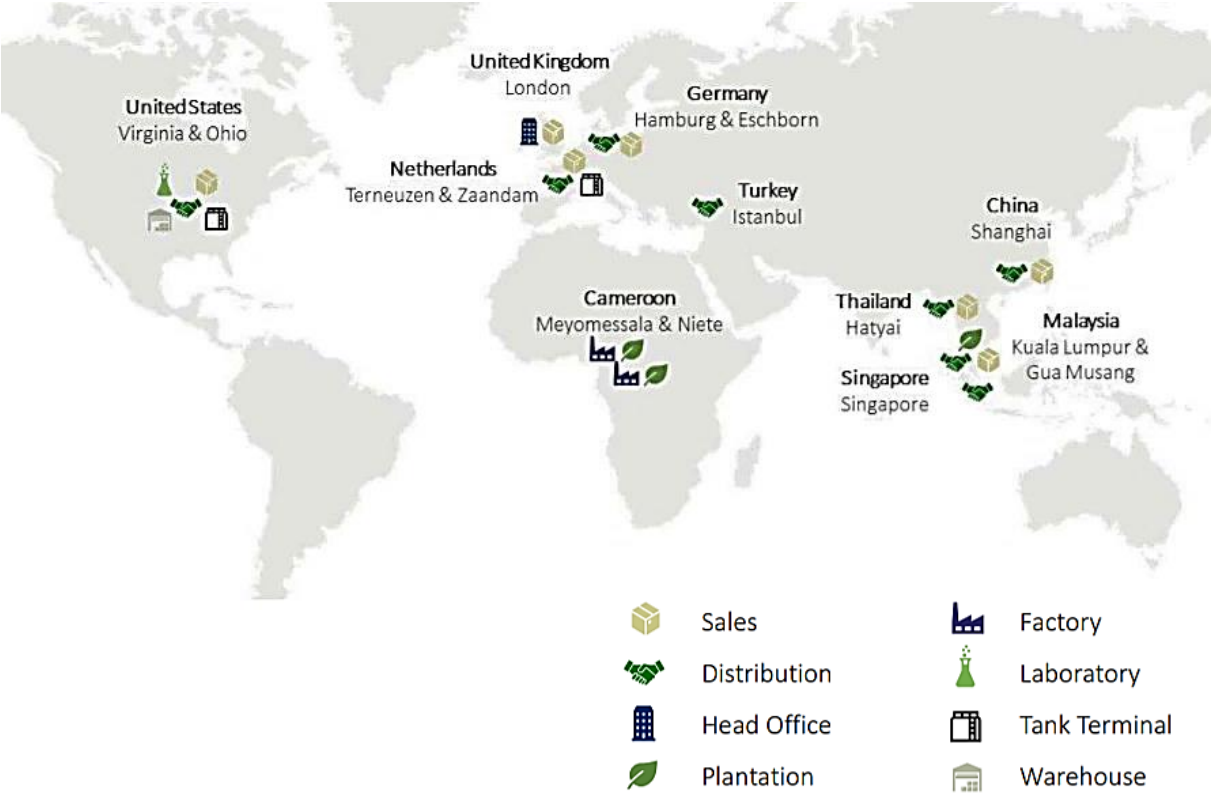 United Kingdom
London
Germany
Hamburg & Eschborn
United States
Virginia & Ohio
Netherlands
Terneuzen & Zaandam
Turkey
Istanbul
China
Shanghai
Cameroon
Meyomessala & Niete
Thailand
Hatyai
Malaysia
Kuala Lumpur &
Gua Musang
Singapore
Singapore
Sales
Factory
Distribution
Laboratory
Head Office
Tank Terminal
Plantation
Warehouse